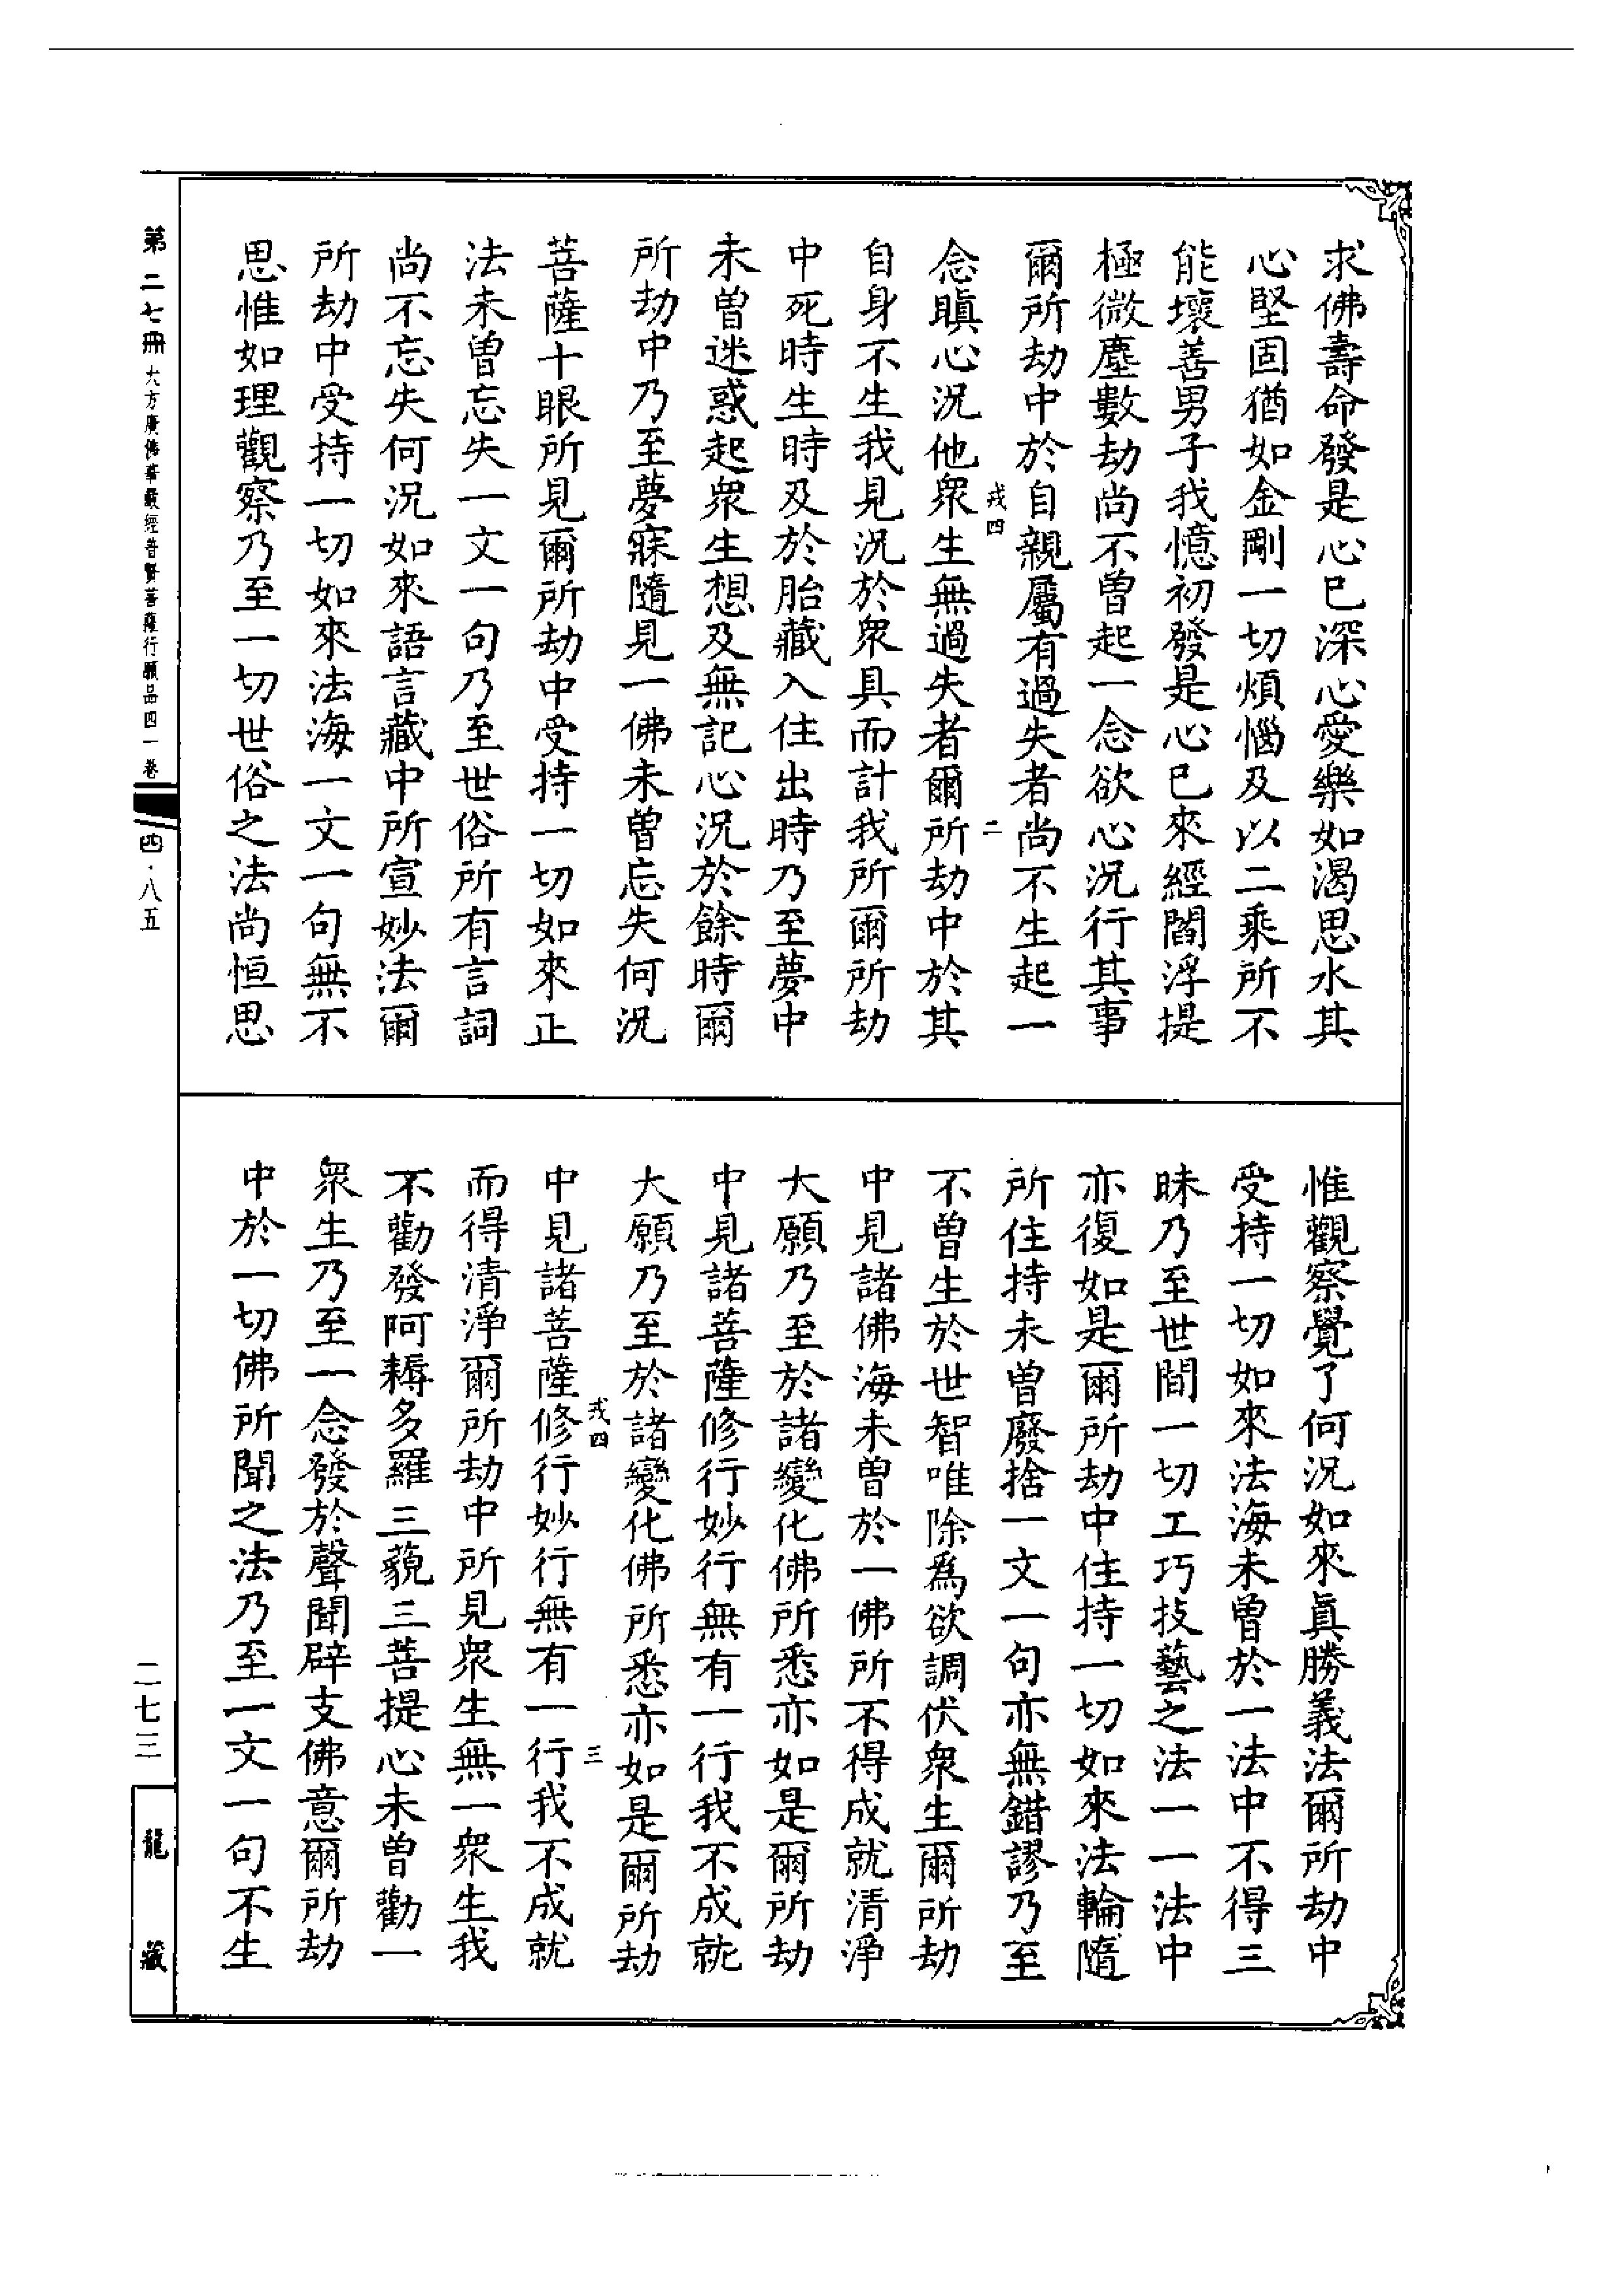 求佛壽命發是心已深心愛樂如渴思水其
心堅固猶如金剛一切煩惱及以二乘所不
能壞善男子我憶初發是心已來經閻浮提
極微塵數劫尚不曾起一念欲心況行其事
爾所劫中於自親屬有過失者尚不生起一
戎四
二
念瞋心況他衆生無過失者爾所劫中於其
自身不生我見況於衆具而計我所爾所劫
中死時生時及於胎藏入住出時乃至夢中
未曾迷惑起衆生想及無記心況於餘時爾
所劫中乃至夢寐隨見一佛未曾忘失何況
菩薩十眼所見爾所劫中受持一切如來正
法未曾忘失一文一句乃至世俗所有言詞
尚不忘失何況如來語言藏中所宣妙法爾
所劫中受持一切如來法海一文一句無不
思惟如理觀察乃至一切世俗之法尚恒思
惟觀察覺了何況如來眞勝義法爾所劫中
受持一切如來法海未曾於一法中不得三
昧乃至世間一切工巧技藝之法一一法中
亦復如是爾所劫中住持一切如來法輪隨
所住持未曾廢捨一文一句亦無錯謬乃至
不曾生於世智唯除爲欲調伏衆生爾所劫
中見諸佛海未曾於一佛所不得成就清淨
大願乃至於諸變化佛所悉亦如是爾所劫
中見諸菩薩修行妙行無有一行我不成就
大願乃至於諸變化佛所悉亦如是爾所劫
戎四
三
中見諸菩薩修行妙行無有一行我不成就
而得清淨爾所劫中所見衆生無一衆生我
不勸發阿耨多羅三藐三菩提心未曾勸一
衆生乃至一念發於聲聞辟支佛意爾所劫
中於一切佛所聞之法乃至一文一句不生
第二七冊 大方廣佛華嚴經普賢菩薩行願品四一卷 四·八五
二七三
龍藏